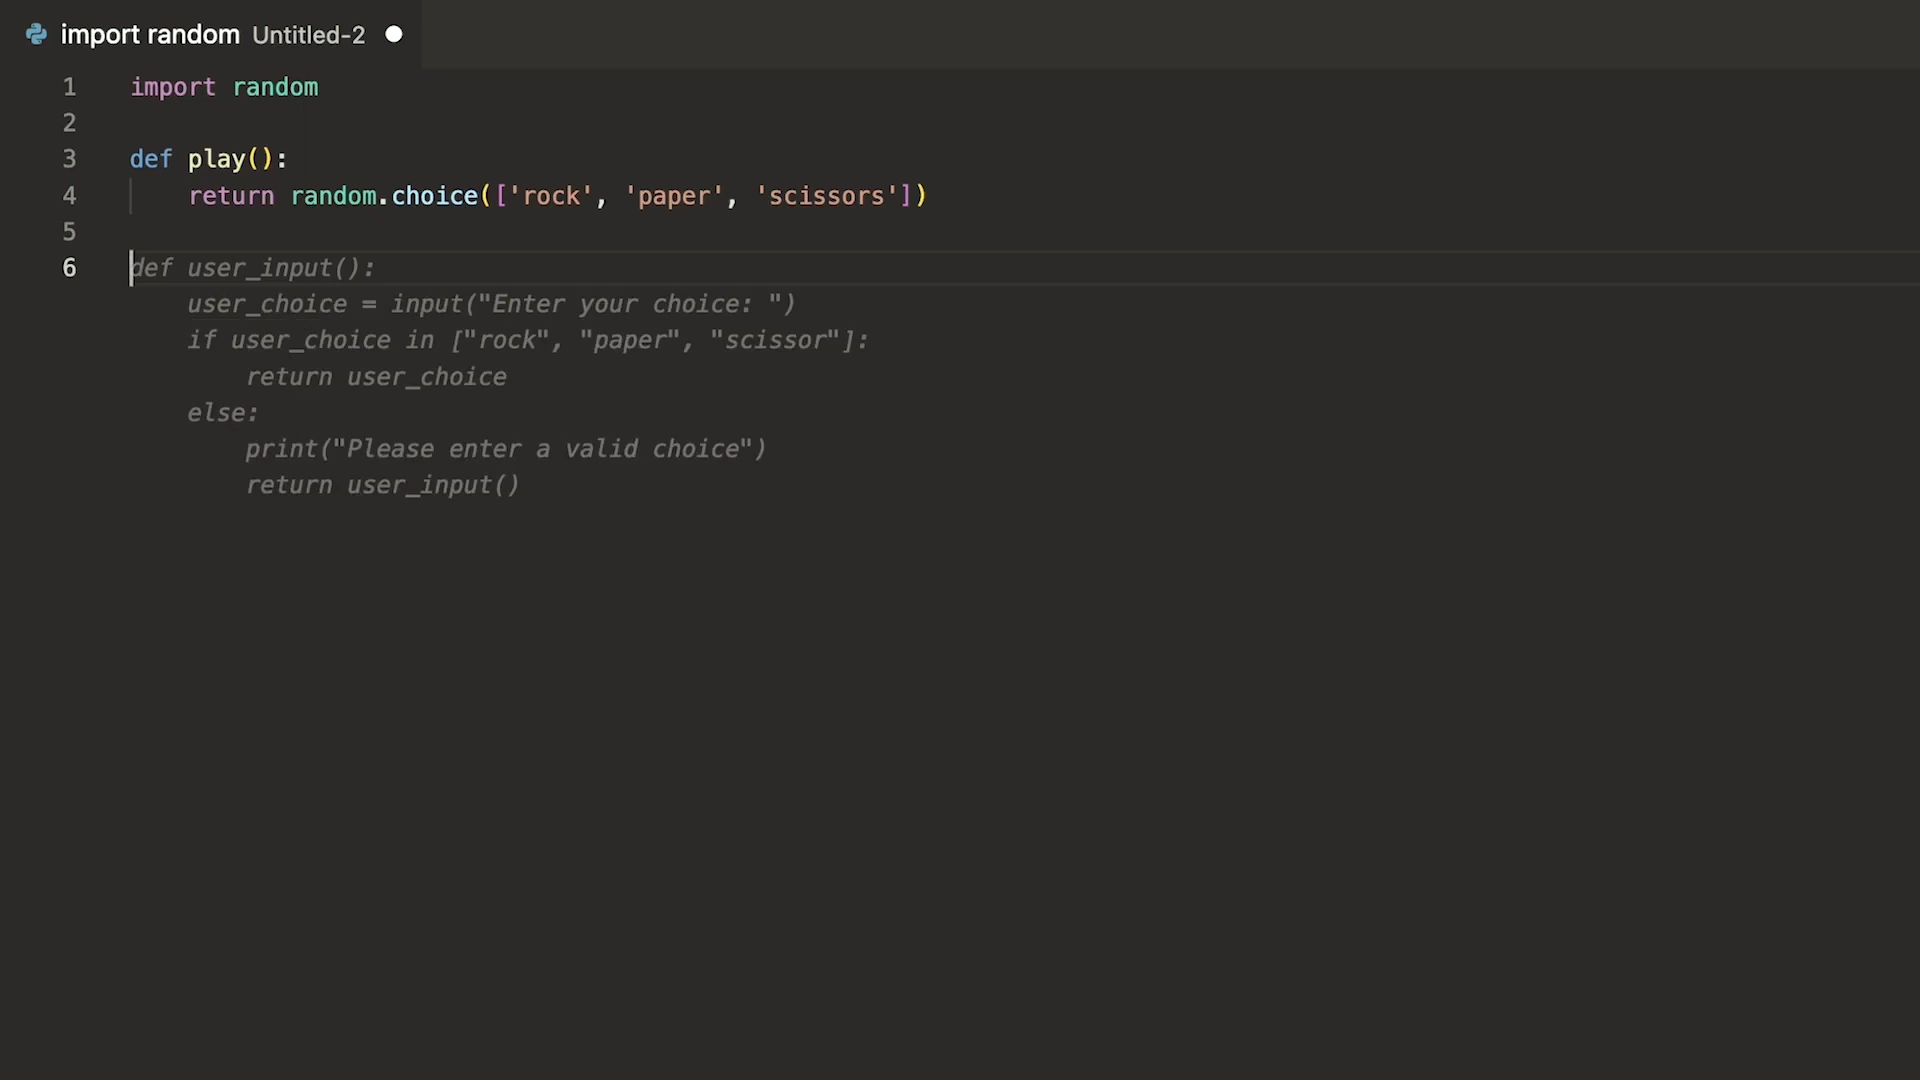 import random Untitled-2
1 import random
2
3 def play():
4     return random.choice(['rock', 'paper', 'scissors'])
5
6 def user_input():
    user_choice = input("Enter your choice: ")
    if user_choice in ["rock", "paper", "scissor"]:
        return user_choice
    else:
        print("Please enter a valid choice")
        return user_input()